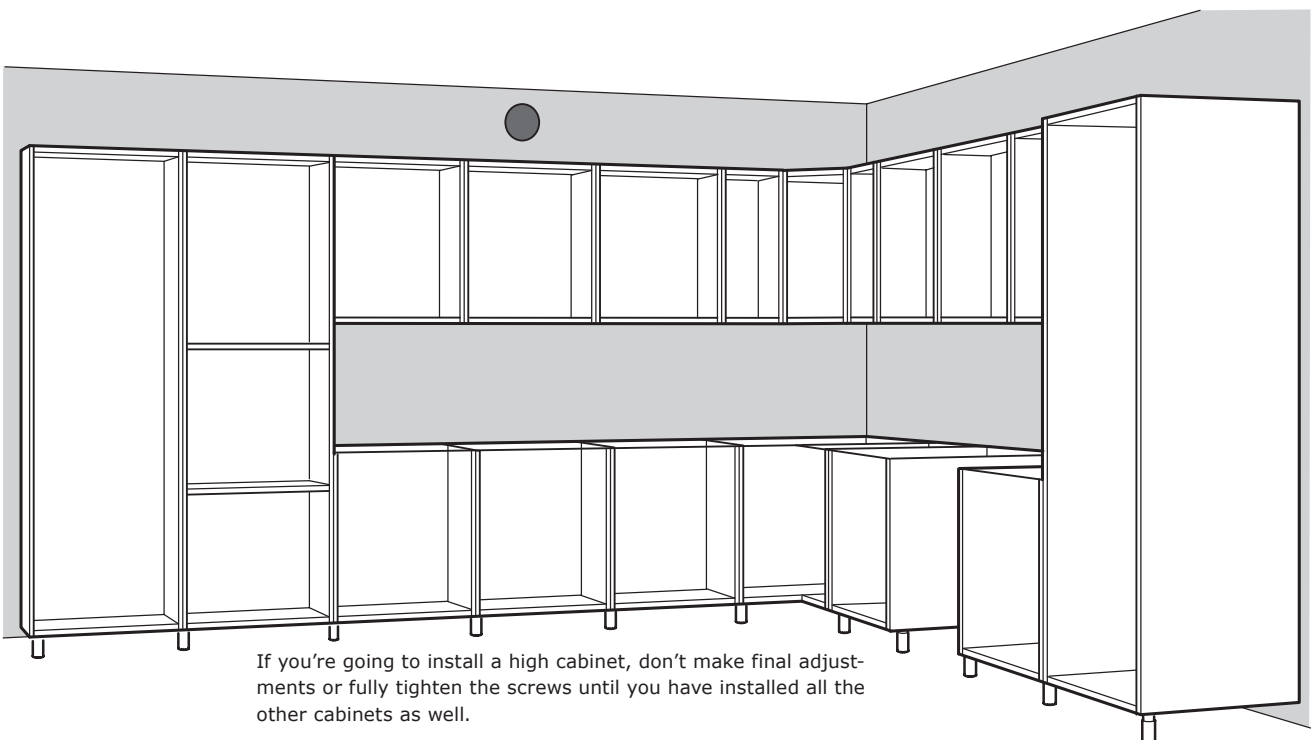 If you’re going to install a high cabinet, don’t make final adjust-
ments or fully tighten the screws until you have installed all the
other cabinets as well.